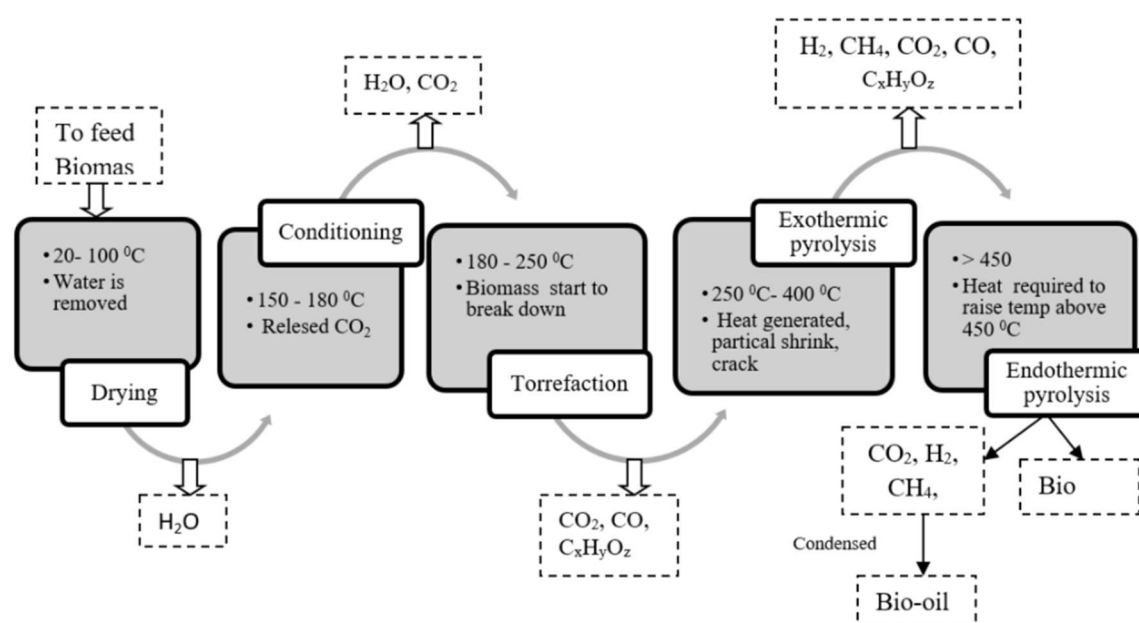 To feed
Biomas
• 20- 100 ⁰C
• Water is
removed
Drying
H₂O
Conditioning
• 150 - 180 ⁰C
• Relesed CO₂
H₂O, CO₂
• 180 - 250 ⁰C
• Biomass start to
break down
Torrefaction
CO₂, CO,
CₓHᵧO𝓏
Exothermic
pyrolysis
• 250 ⁰C- 400 ⁰C
• Heat generated,
partical shrink,
crack
H₂, CH₄, CO₂, CO,
CₓHᵧO𝓏
• > 450
• Heat required to
raise temp above
450 ⁰C
Endothermic
pyrolysis
CO₂, H₂,
CH₄,
Bio
Condensed
Bio-oil